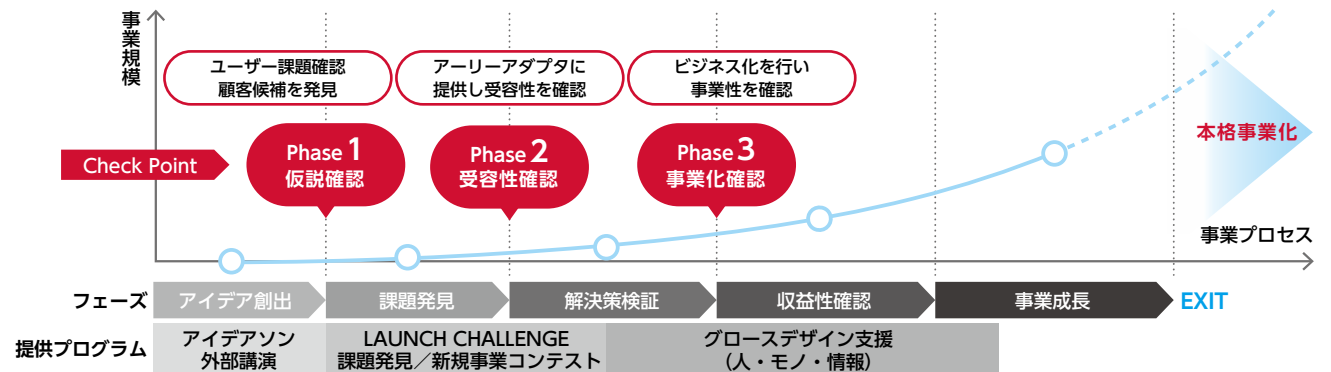 事業規模
ユーザー課題確認
顧客候補を発見
アーリーアダプタに
提供し受容性を確認
ビジネス化を行い
事業性を確認
Check Point
Phase 1
仮説確認
Phase 2
受容性確認
Phase 3
事業化確認
本格事業化
事業プロセス
フェーズ
アイデア創出
課題発見
解決策検証
収益性確認
事業成長
EXIT
提供プログラム
アイデアソン
外部講演
LAUNCH CHALLENGE
課題発見／新規事業コンテスト
グロースデザイン支援
（人・モノ・情報）